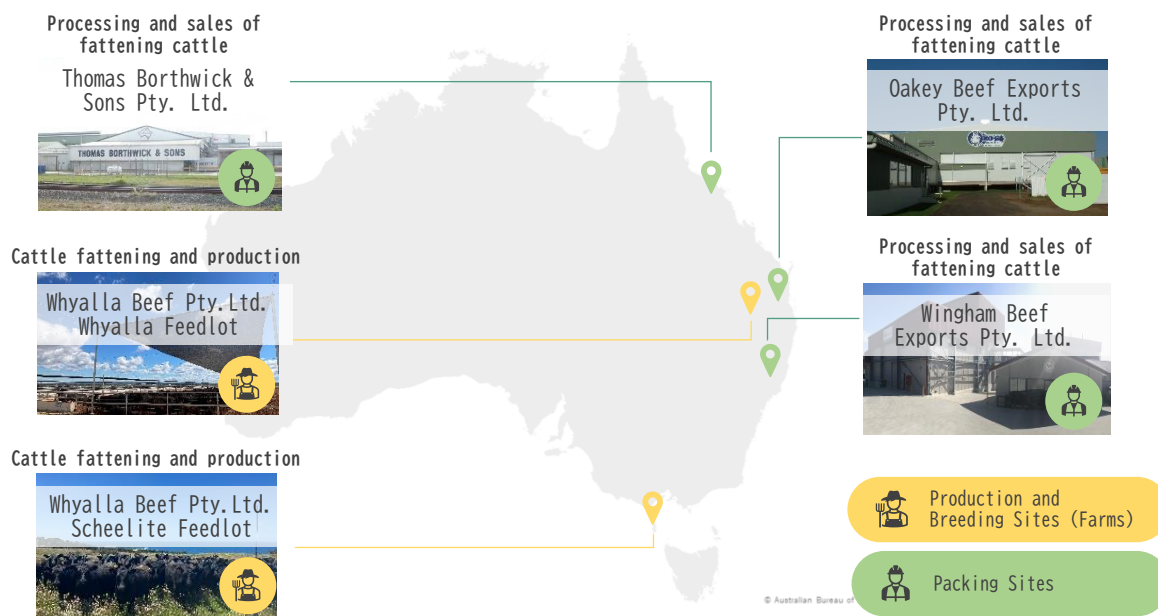 Processing and sales of
fattening cattle
Thomas Borthwick &
Sons Pty. Ltd.
THOMAS BORTHWICK & SONS
Cattle fattening and production
Whyalla Beef Pty.Ltd.
Whyalla Feedlot
Cattle fattening and production
Whyalla Beef Pty.Ltd.
Scheelite Feedlot
Processing and sales of
fattening cattle
Oakey Beef Exports
Pty. Ltd.
Processing and sales of
fattening cattle
Wingham Beef
Exports Pty. Ltd.
Production and
Breeding Sites (Farms)
Packing Sites
© Australian Bureau of